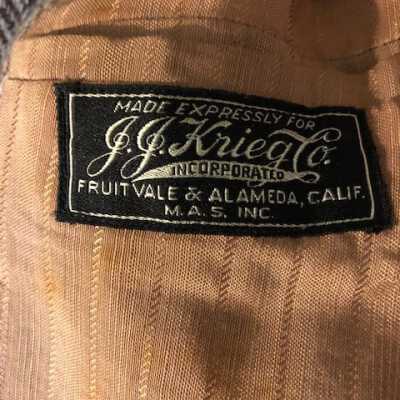 MADE EXPRESSLY FOR
J.J. Krieg Co.
INCORPORATED
FRUITVALE & ALAMEDA, CALIF.
M.A.S. INC.